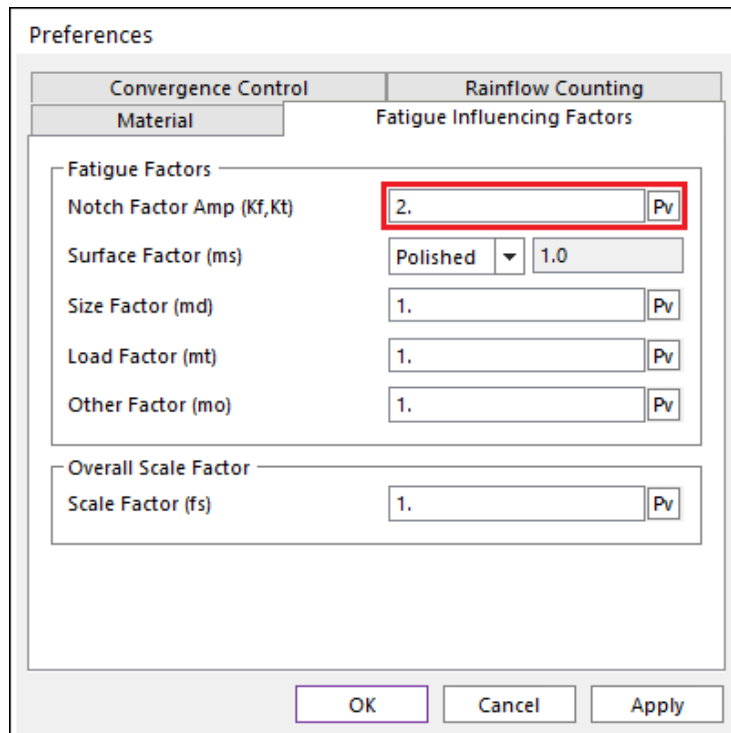 Preferences
Convergence Control Rainflow Counting
Material Fatigue Influencing Factors
Fatigue Factors
Notch Factor Amp (Kf,Kt) 2. Pv
Surface Factor (ms) Polished 1.0
Size Factor (md) 1. Pv
Load Factor (mt) 1. Pv
Other Factor (mo) 1. Pv
Overall Scale Factor
Scale Factor (fs) 1. Pv
OK Cancel Apply